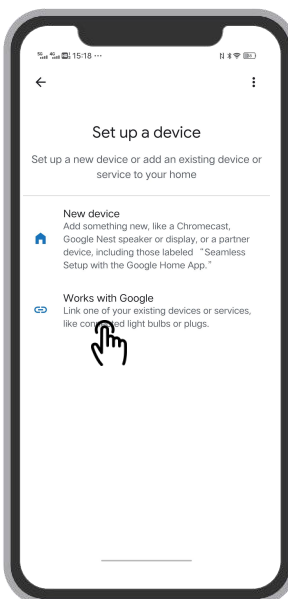 15:18 ···
Set up a device
Set up a new device or add an existing device or
service to your home
New device
Add something new, like a Chromecast,
Google Nest speaker or display, or a partner
device, including those labeled "Seamless
Setup with the Google Home App."
Works with Google
Link one of your existing devices or services,
like connected light bulbs or plugs.